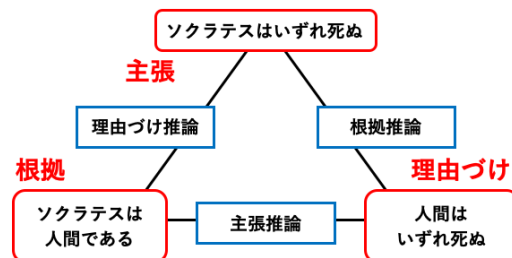 ソクラテスはいずれ死ぬ
主張
理由づけ推論
根拠推論
根拠
理由づけ
ソクラテスは
人間である
主張推論
人間は
いずれ死ぬ